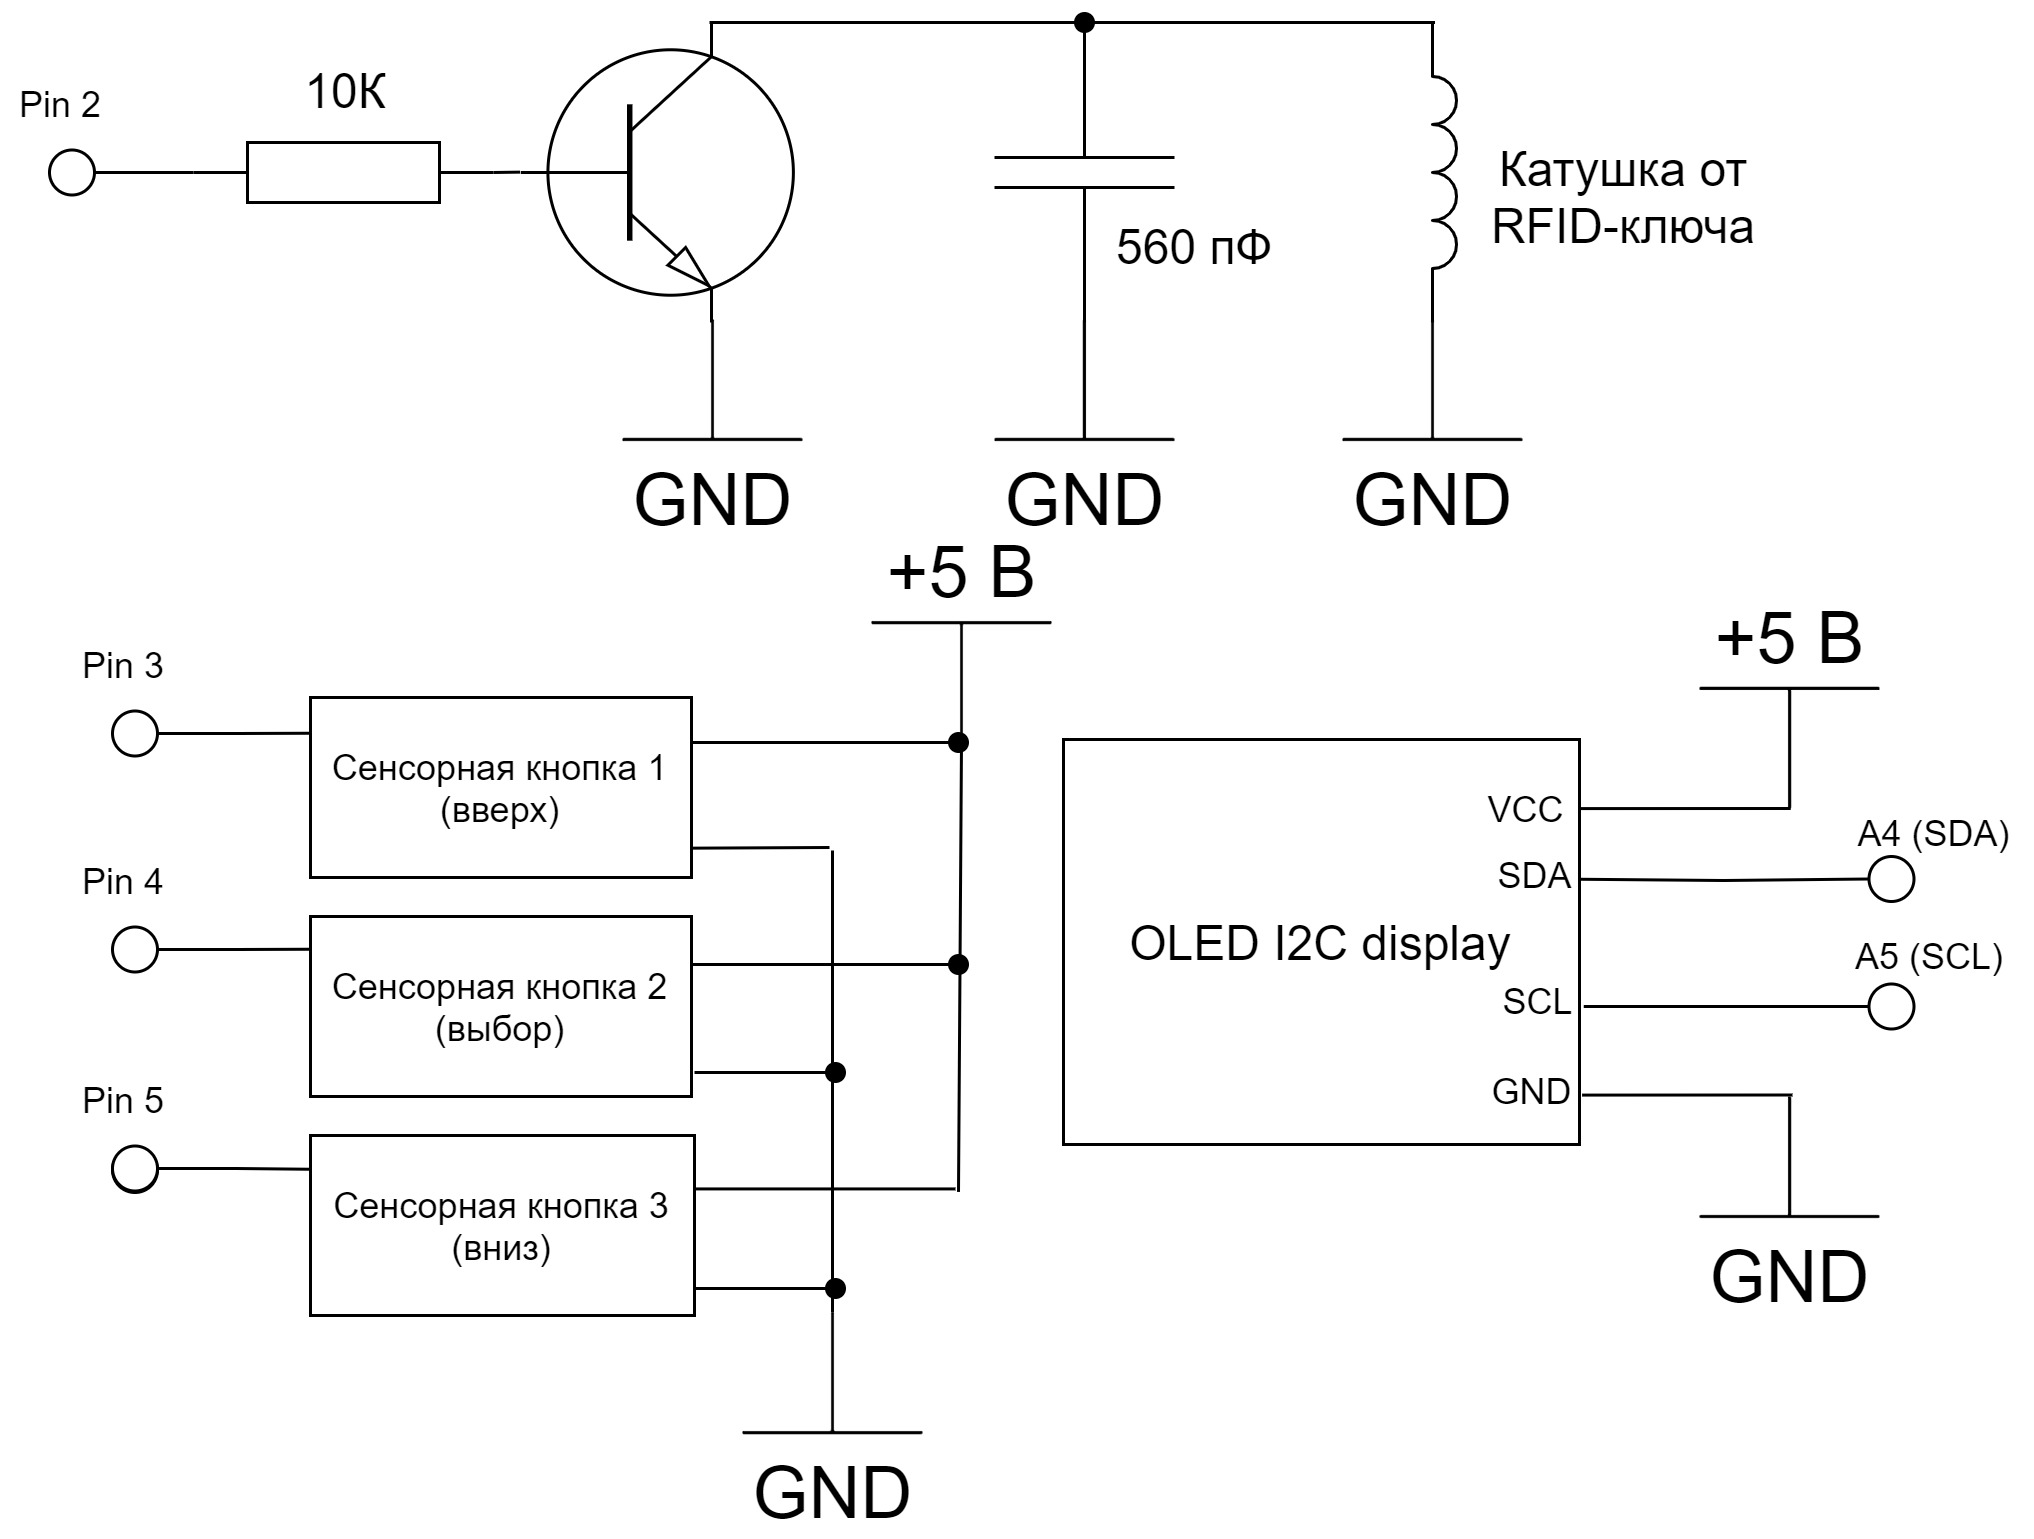 Pin 2
10К
560 пФ
Катушка от
RFID-ключа
GND
GND
GND
+5 В
Pin 3
Сенсорная кнопка 1
(вверх)
Pin 4
Сенсорная кнопка 2
(выбор)
Pin 5
Сенсорная кнопка 3
(вниз)
GND
+5 В
OLED I2C display
VCC
SDA
SCL
GND
A4 (SDA)
A5 (SCL)
GND